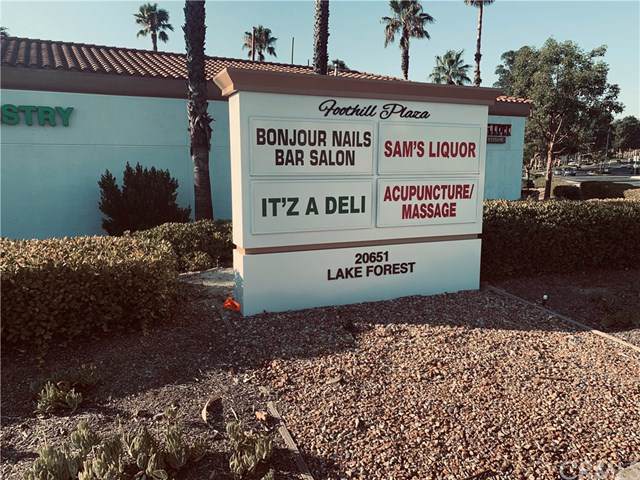 Foothill Plaza
BONJOUR NAILS
BAR SALON
SAM'S LIQUOR
IT'Z A DELI
ACUPUNCTURE/
MASSAGE
20651
LAKE FOREST
STRY